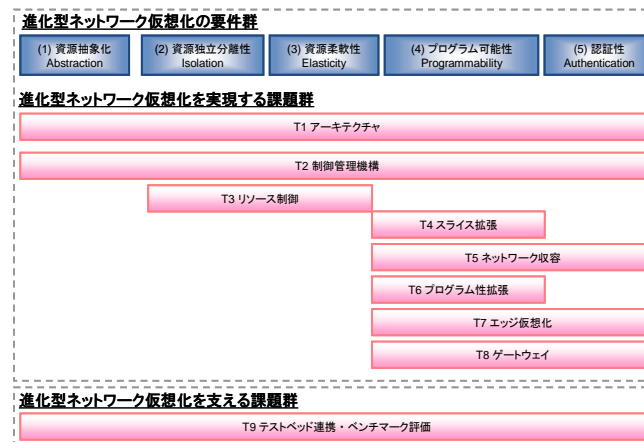 進化型ネットワーク仮想化の要件群
(1) 資源抽象化
Abstraction
(2) 資源独立分離性
Isolation
(3) 資源柔軟性
Elasticity
(4) プログラム可能性
Programmability
(5) 認証性
Authentication
進化型ネットワーク仮想化を実現する課題群
T1 アーキテクチャ
T2 制御管理機構
T3 リソース制御
T4 スライス拡張
T5 ネットワーク収容
T6 プログラム性拡張
T7 エッジ仮想化
T8 ゲートウェイ
進化型ネットワーク仮想化を支える課題群
T9 テストベッド連携・ベンチマーク評価